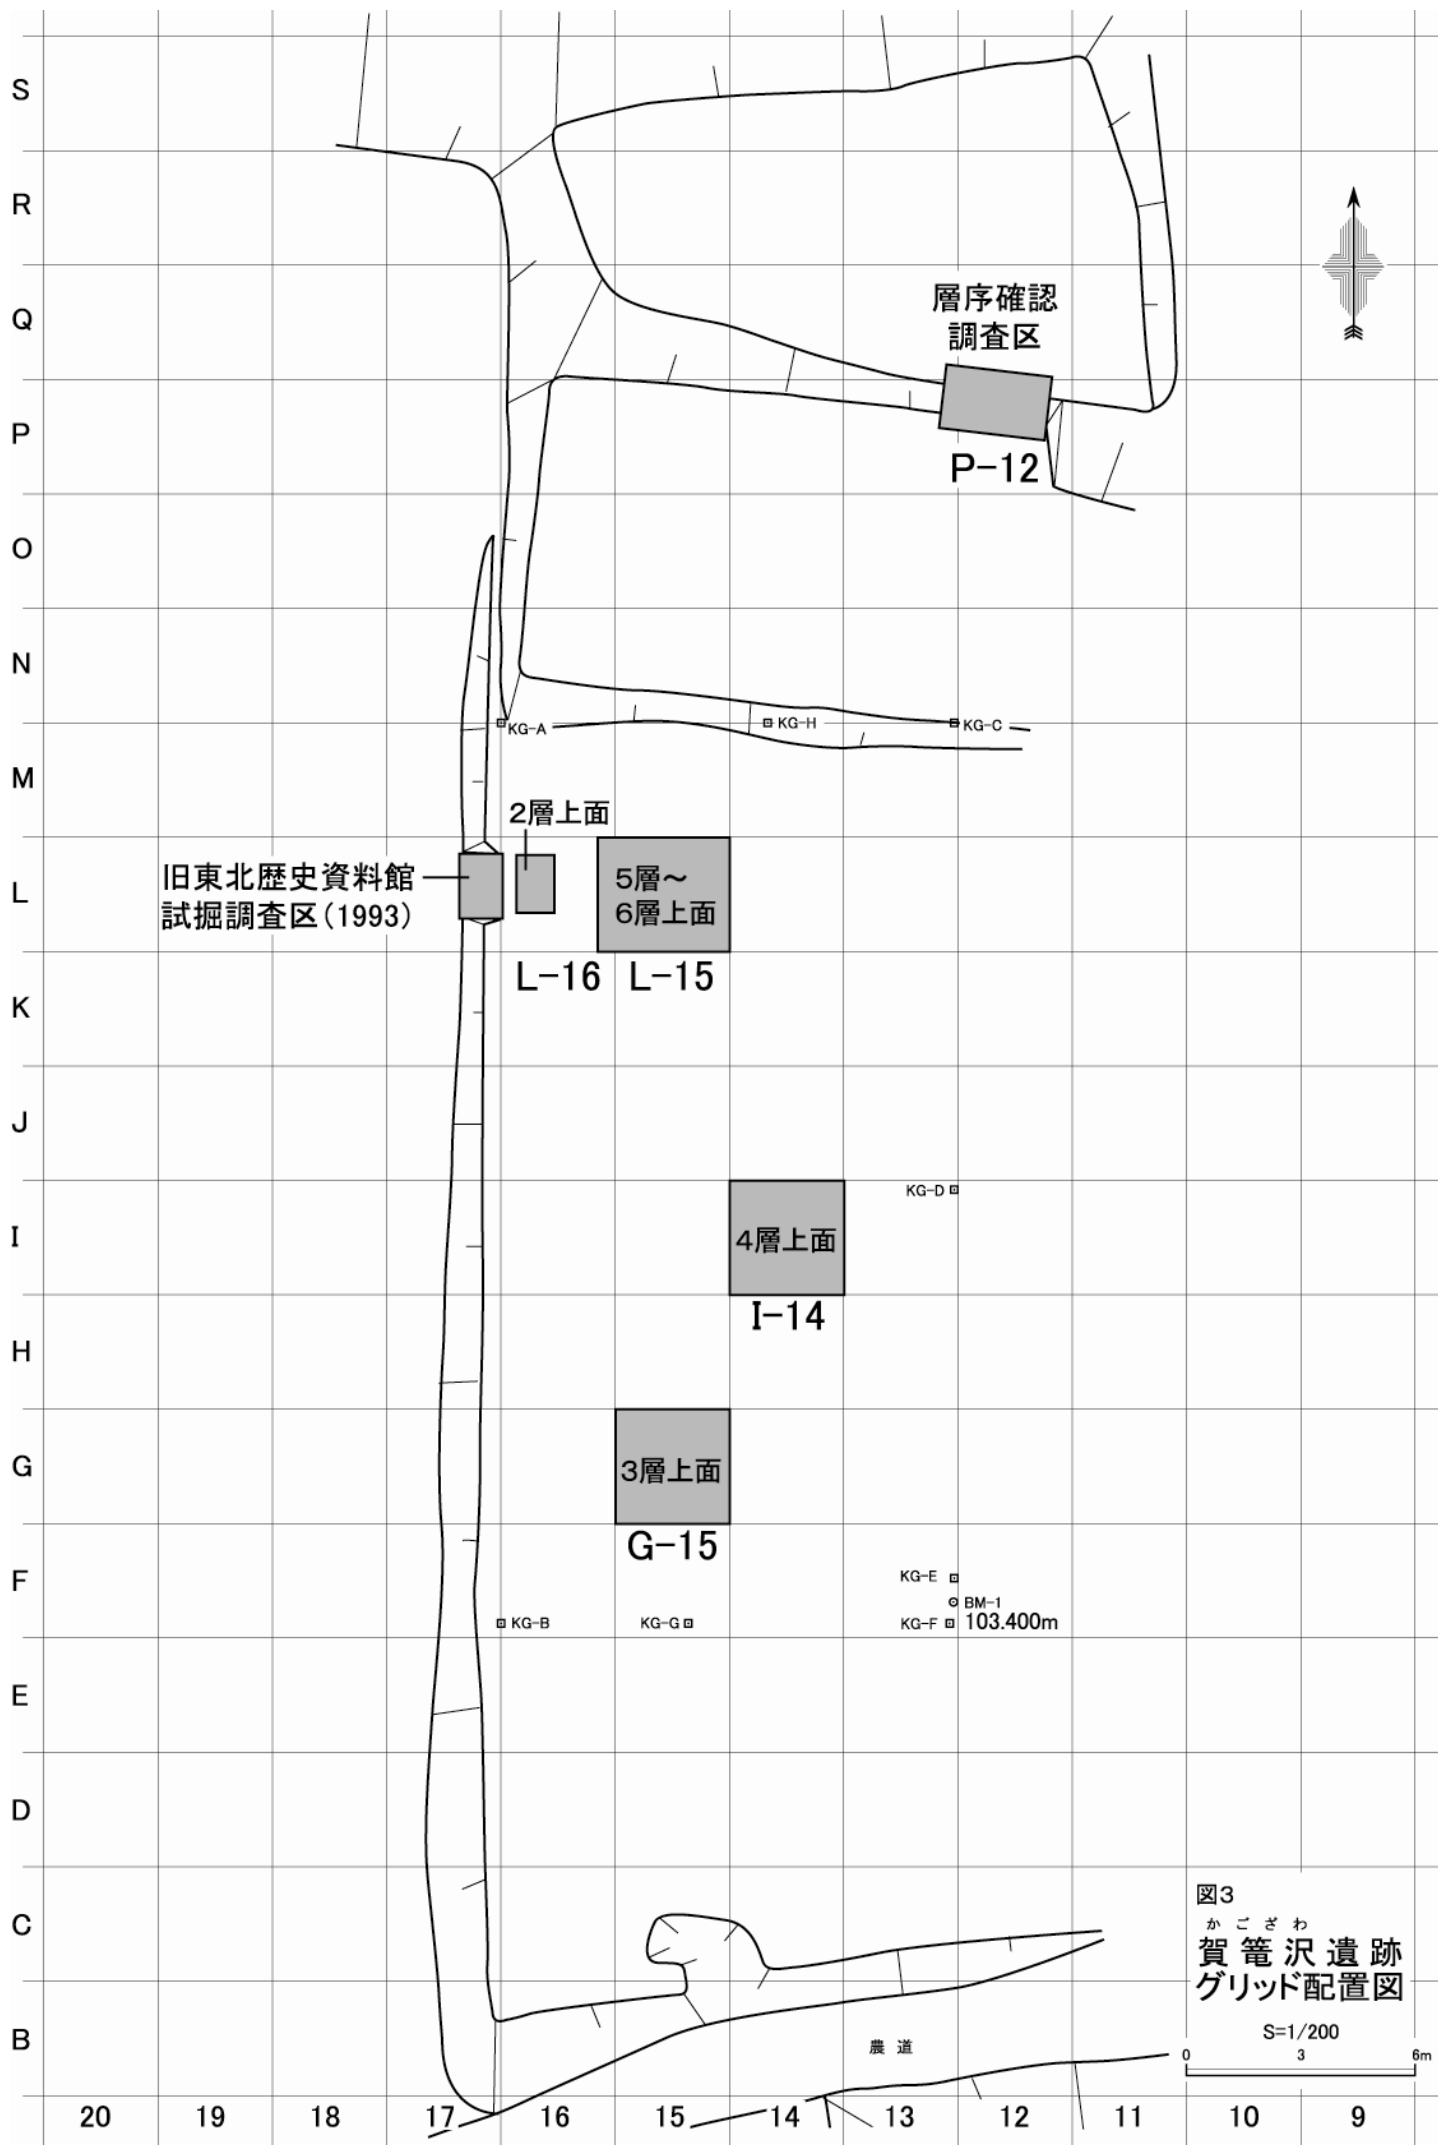 S
R
層序確認
調査区
Q
P
P-12
O
N
KG-A
KG-H
KG-C
M
2層上面
旧東北歴史資料館
試掘調査区(1993)
5層～
6層上面
L
L-16
L-15
K
J
KG-D
I
4層上面
I-14
H
G
3層上面
G-15
F
KG-E
BM-1
KG-B
KG-G
KG-F
103.400m
E
D
C
図3
かござわ
賀篭沢遺跡
グリッド配置図
S=1/200
0 3 6m
B
農道
20 19 18 17 16 15 14 13 12 11 10 9